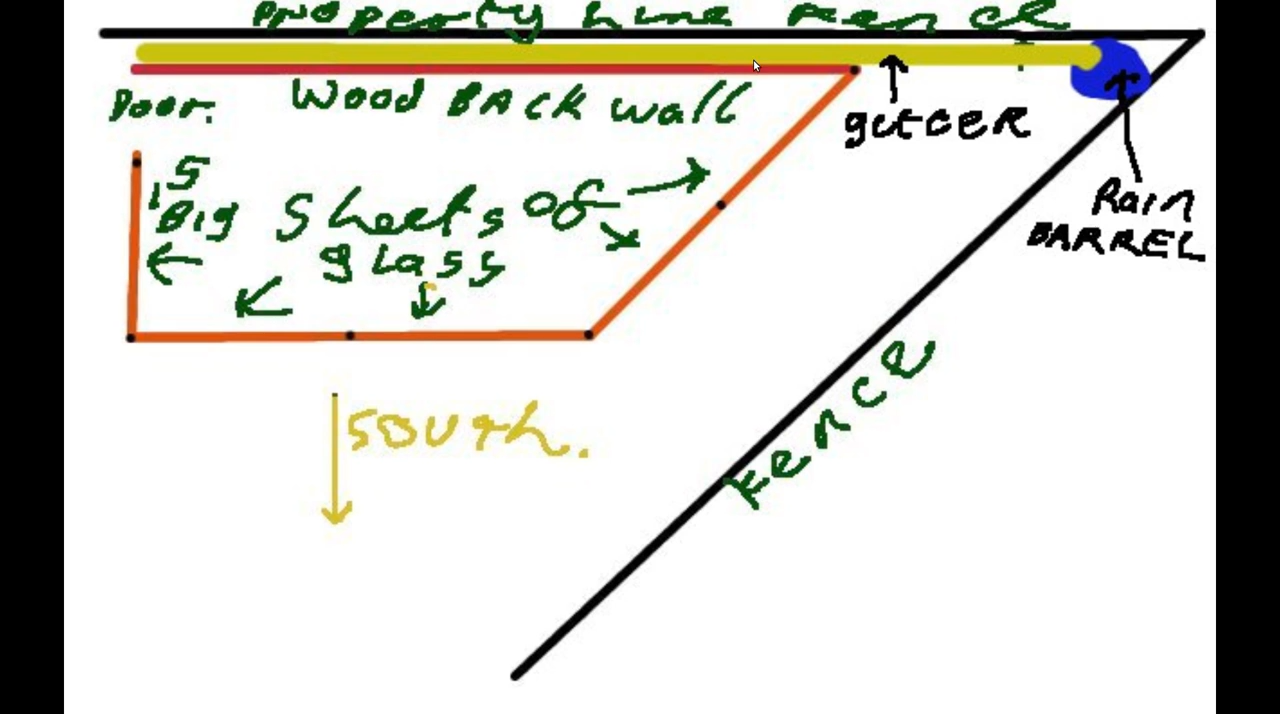 Property Line Fence
Door.
Wood BACK wall
gutter
5
Big Sheets of
glass
Rain
BARREL
Fence
South.